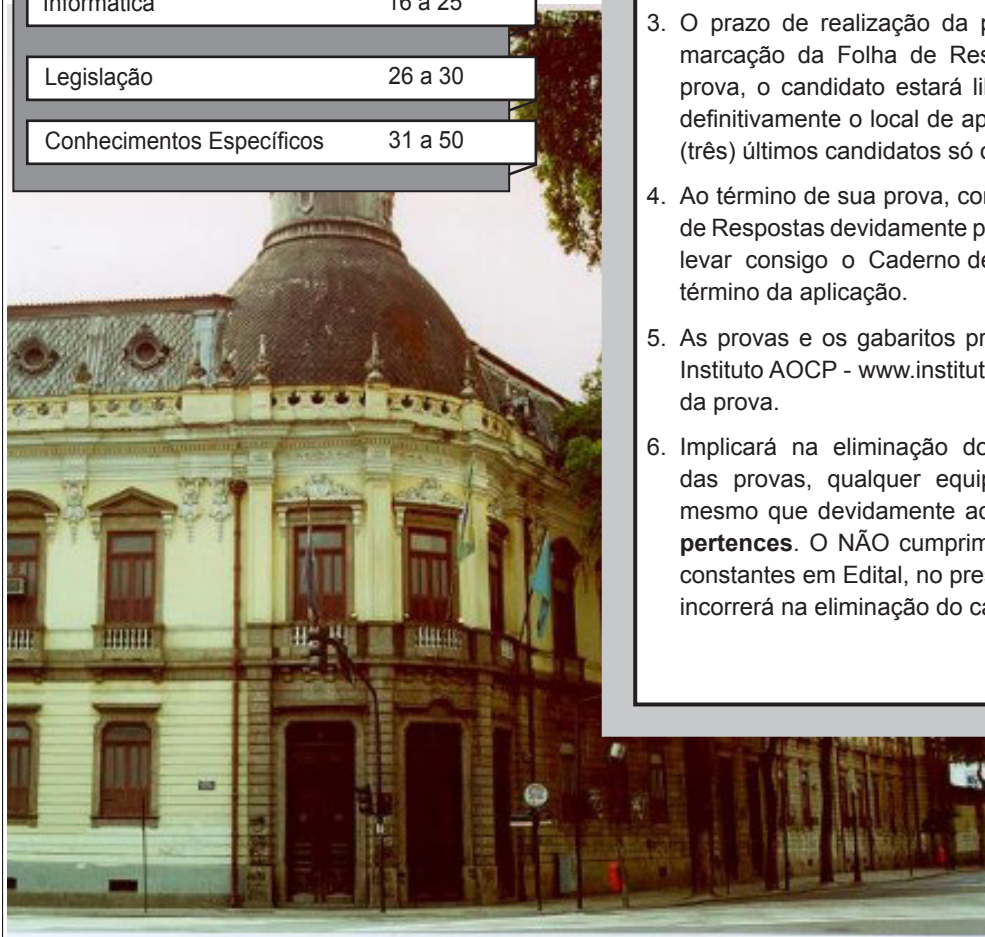 Informática 16 a 25
Legislação 26 a 30
Conhecimentos Específicos 31 a 50
3. O prazo de realização da
marcação da Folha de Res
prova, o candidato estará li
definitivamente o local de ap
(três) últimos candidatos só
4. Ao término de sua prova, co
de Respostas devidamente p
levar consigo o Caderno de
término da aplicação.
5. As provas e os gabaritos pr
Instituto AOCP - www.institut
da prova.
6. Implicará na eliminação do
das provas, qualquer equip
mesmo que devidamente ac
pertences. O NÃO cumprim
constantes em Edital, no pres
incorrerá na eliminação do ca